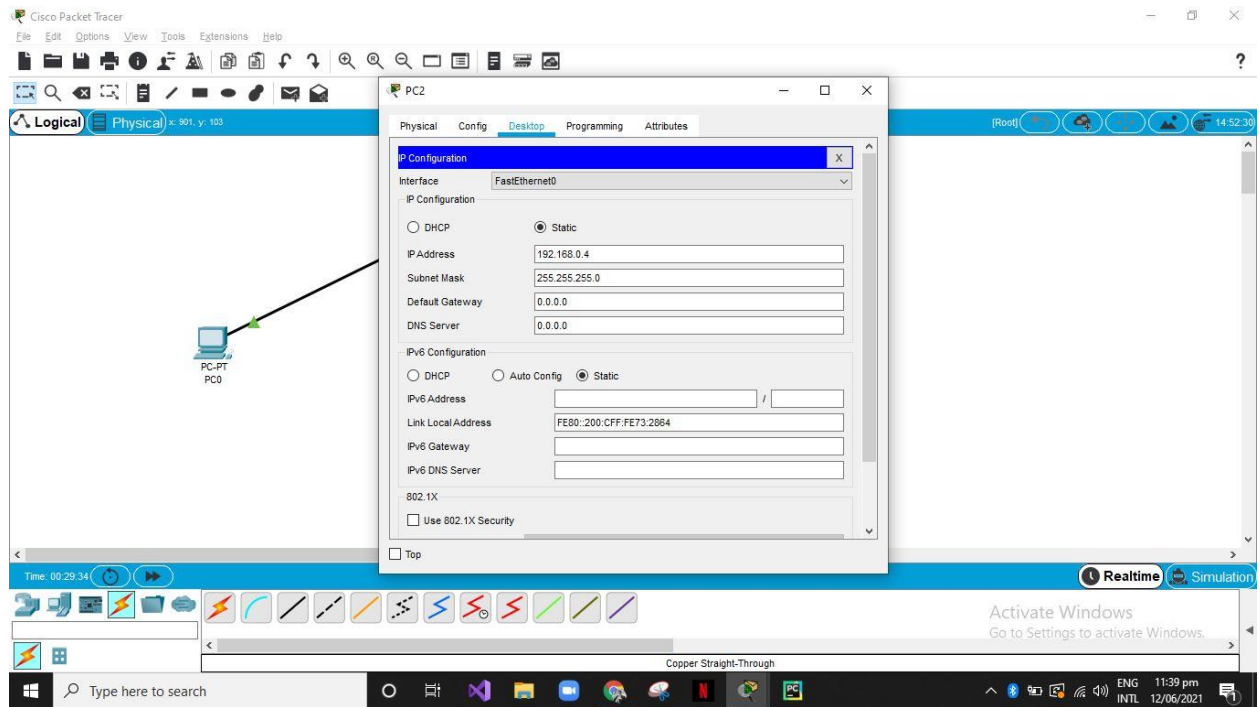 Cisco Packet Tracer
File Edit Options View Tools Extensions Help
?
PC2
Logical Physical x: 901, y: 103
[Root] 14:52:30
Physical Config Desktop Programming Attributes
IP Configuration X
Interface FastEthernet0
IP Configuration
DHCP Static
IP Address 192.168.0.4
Subnet Mask 255.255.255.0
Default Gateway 0.0.0.0
DNS Server 0.0.0.0
IPv6 Configuration
DHCP Auto Config Static
IPv6 Address /
Link Local Address FE80::200:CFF:FE73:2864
IPv6 Gateway
IPv6 DNS Server
802.1X
Use 802.1X Security
Top
PC-PT
PC0
Time: 00:29:34
Realtime Simulation
Activate Windows
Go to Settings to activate Windows.
Copper Straight-Through
Type here to search
PC
ENG 11:39 pm
INTL 12/06/2021